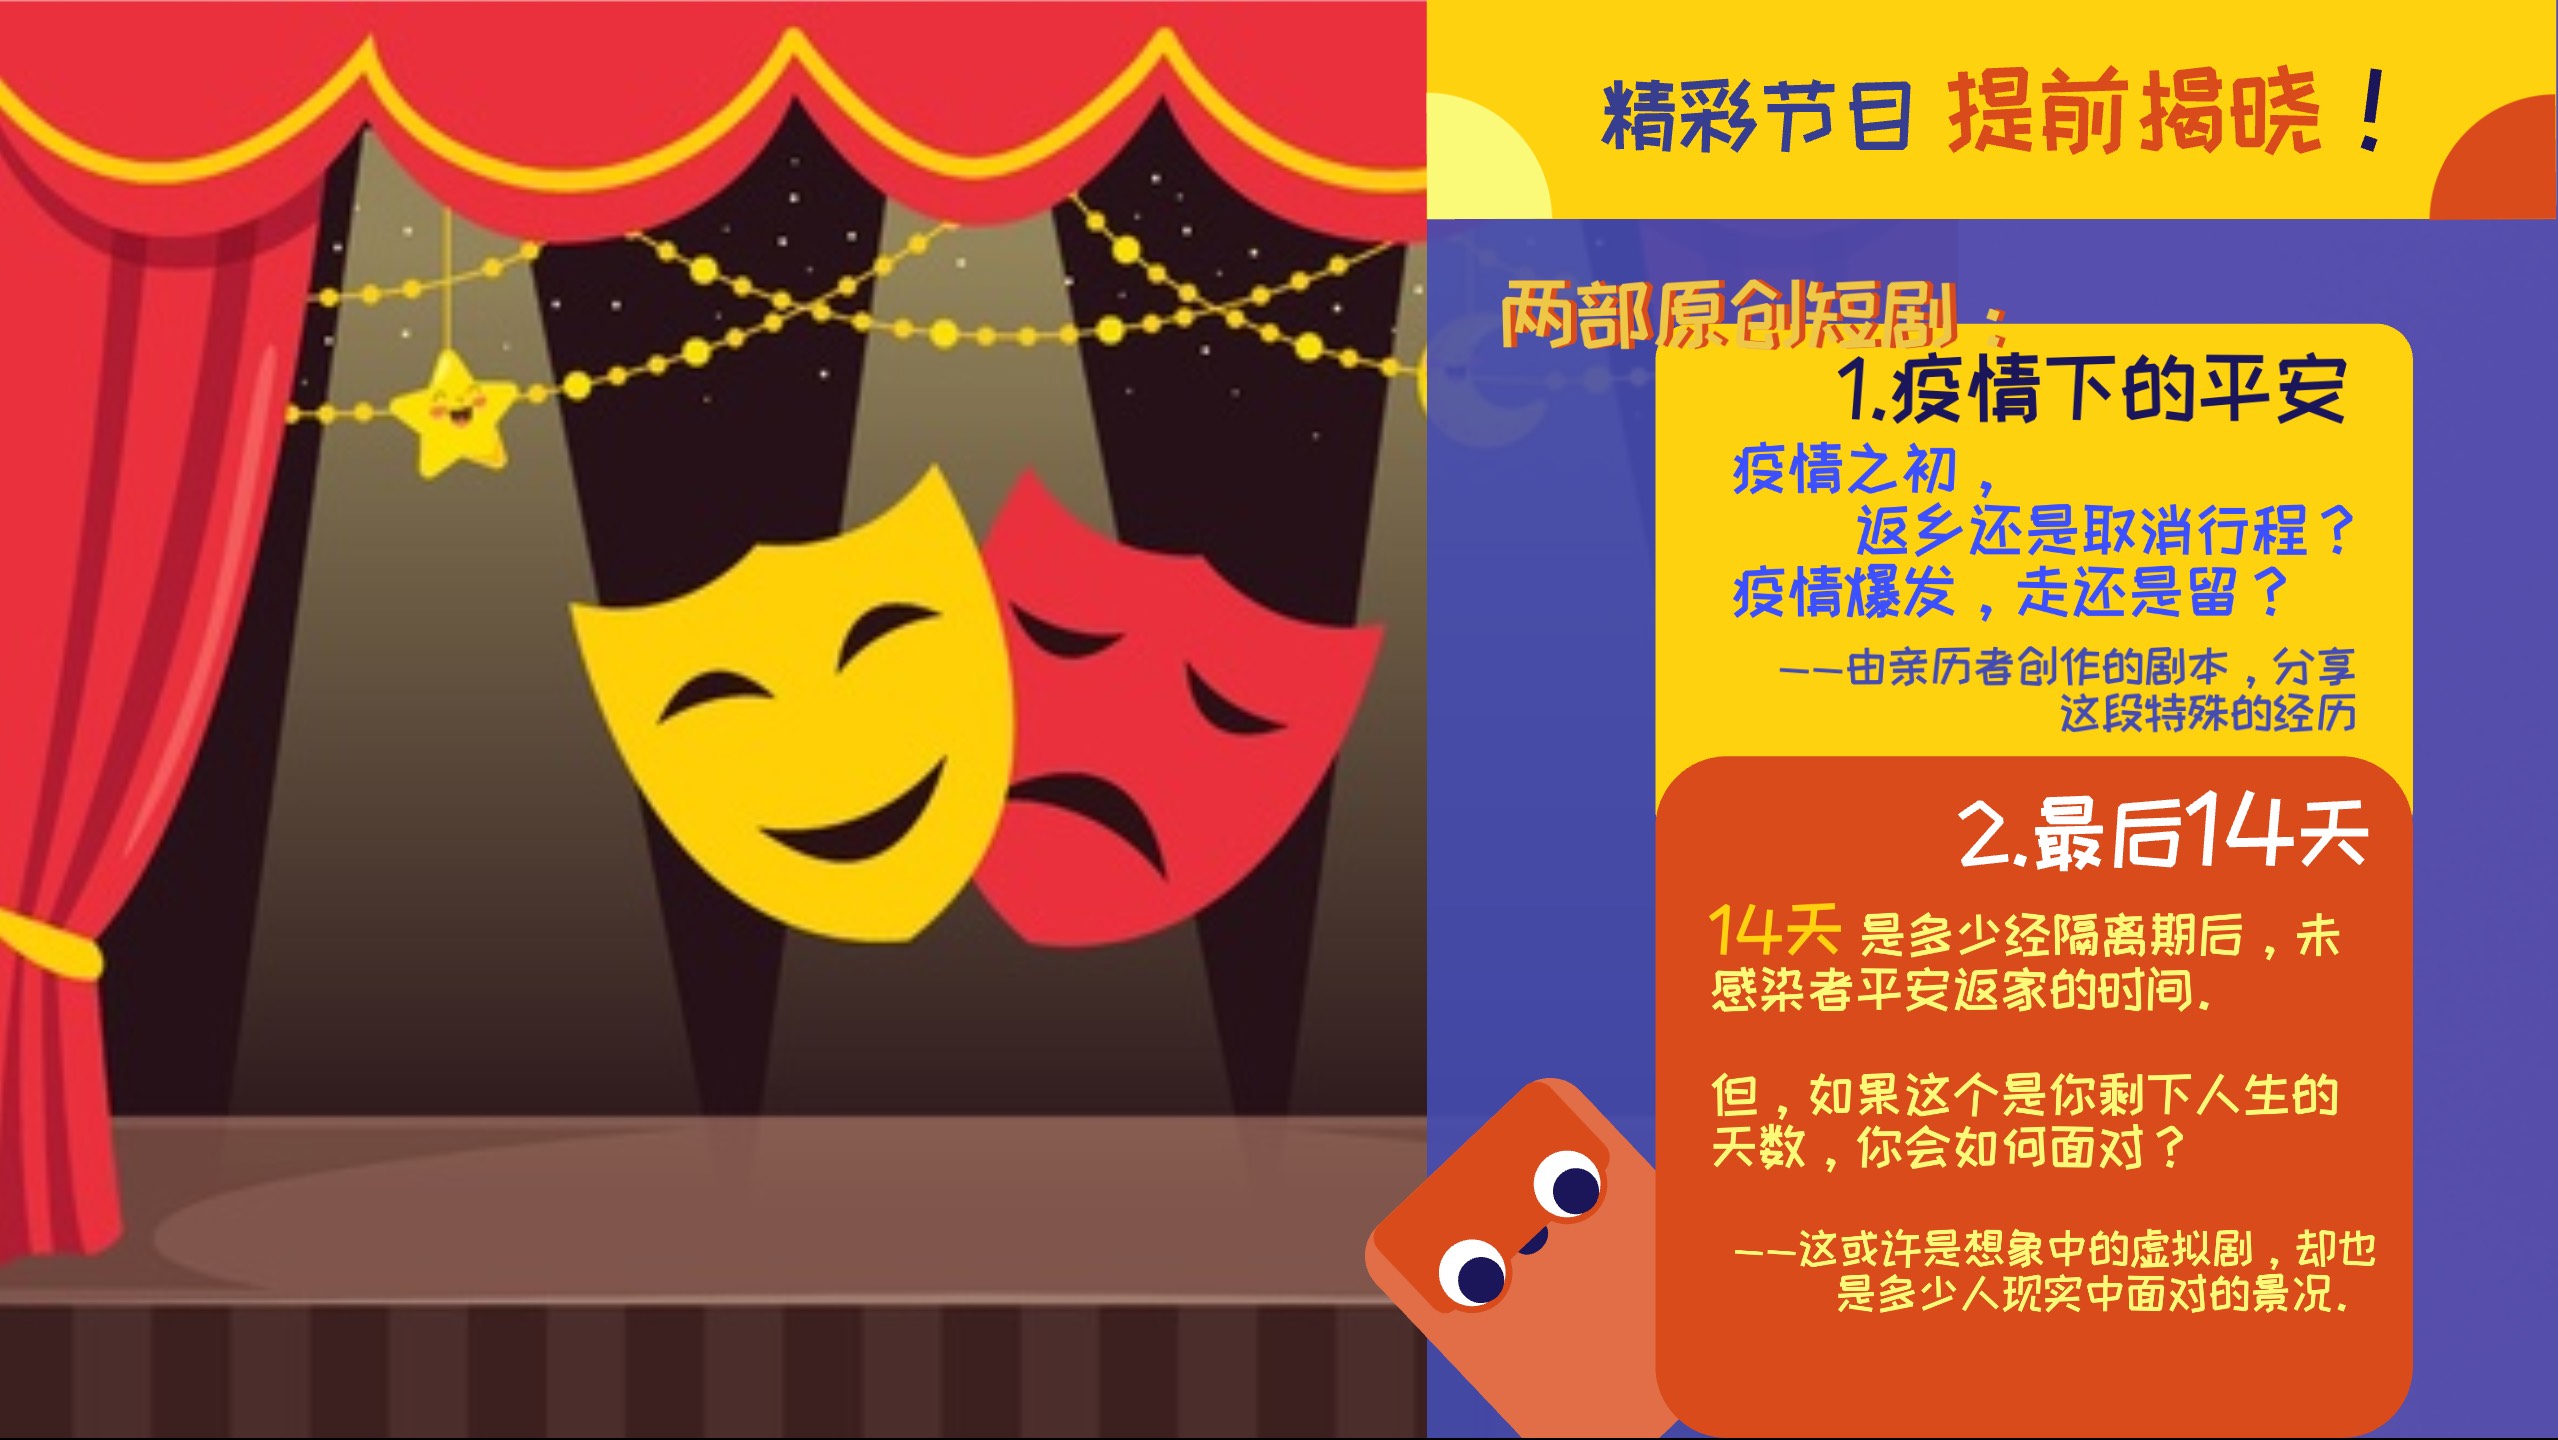 精彩节目 提前揭晓！
两部原创短剧：
1.疫情下的平安
疫情之初，
返乡还是取消行程？
疫情爆发，走还是留？
——由亲历者创作的剧本，分享
这段特殊的经历
2.最后14天
14天 是多少经隔离期后，未
感染者平安返家的时间.
但，如果这个是你剩下人生的
天数，你会如何面对？
——这或许是想象中的虚拟剧，却也
是多少人现实中面对的景况.